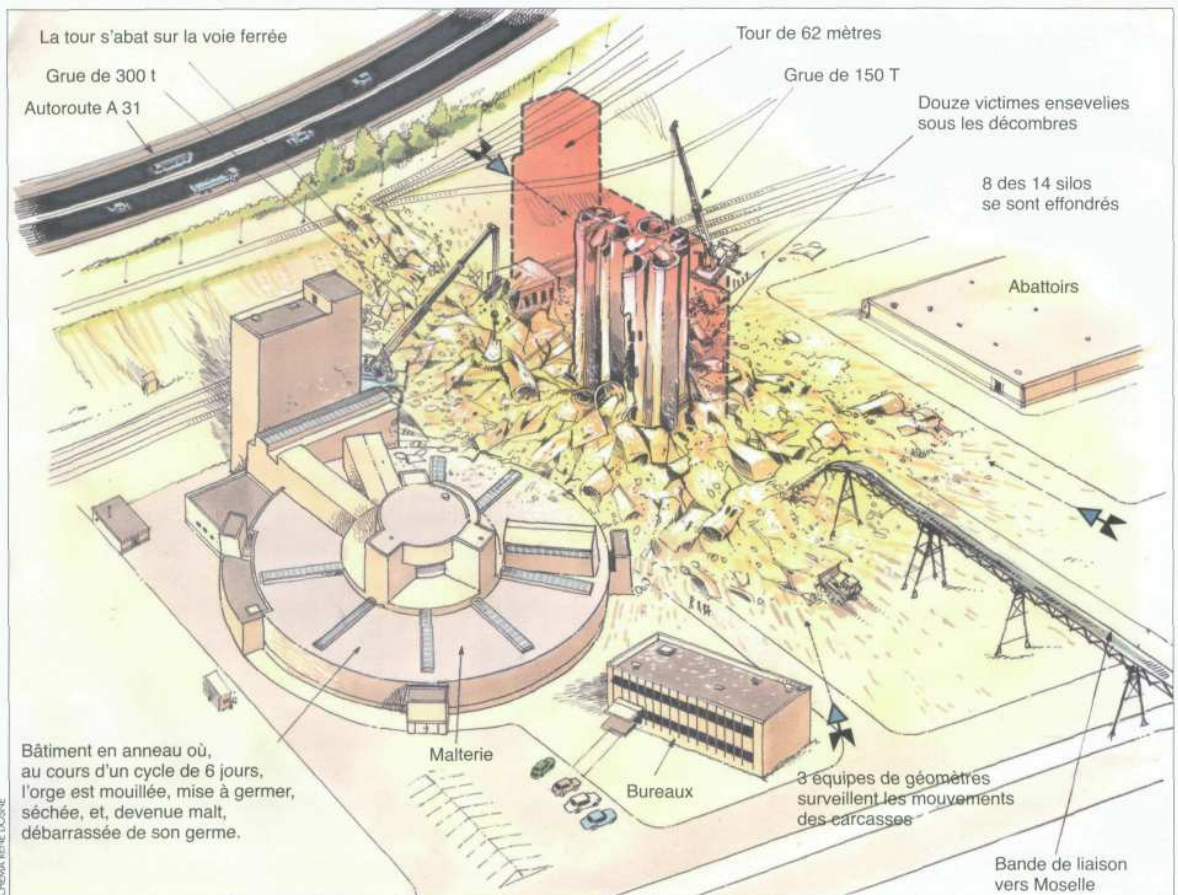 La tour s'abat sur la voie ferrée
Grue de 300 t
Autoroute A 31
Tour de 62 mètres
Grue de 150 T
Douze victimes ensevelies
sous les décombres
8 des 14 silos
se sont effondrés
Abattoirs
Bâtiment en anneau où,
au cours d'un cycle de 6 jours,
l'orge est mouillée, mise à germer,
séchée, et, devenue malt,
débarrassée de son germe.
Malterie
Bureaux
3 équipes de géomètres
surveillent les mouvements
des carcasses
Bande de liaison
vers Moselle
RENÉ DOSNE